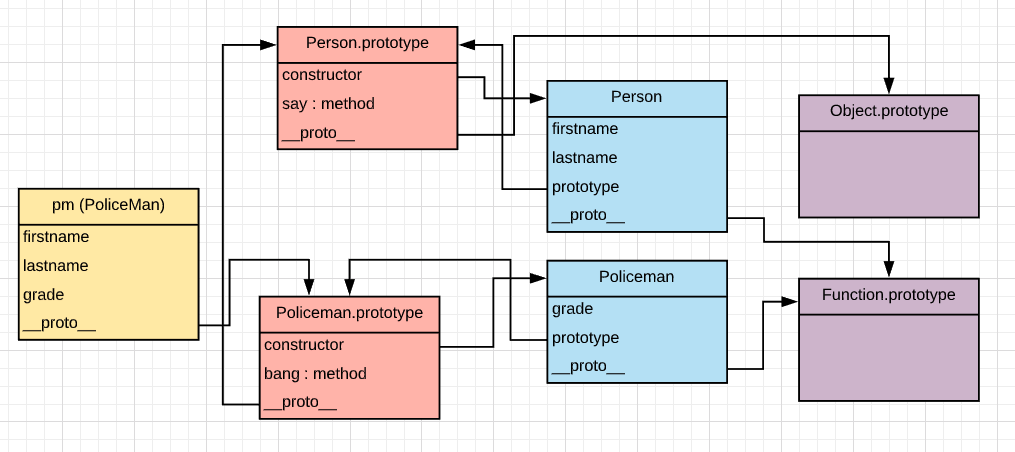 Person.prototype
constructor
say : method
__proto__
Person
firstname
lastname
prototype
__proto__
Object.prototype
pm (PoliceMan)
firstname
lastname
grade
__proto__
Policeman.prototype
constructor
bang : method
__proto__
Policeman
grade
prototype
__proto__
Function.prototype